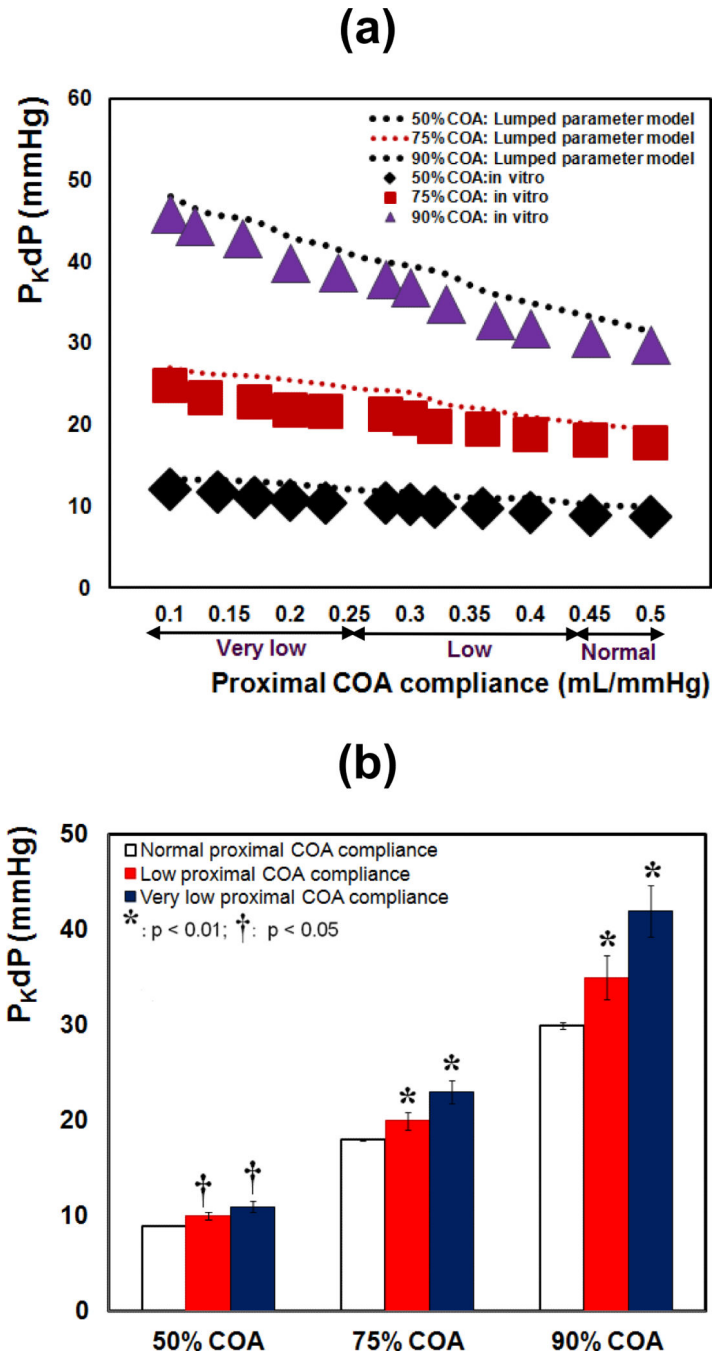 (a)
P_KdP (mmHg)
60
50
40
30
20
10
0
50%COA: Lumped parameter model
75%COA: Lumped parameter model
90%COA: Lumped parameter model
50%COA:in vitro
75%COA: in vitro
90%COA: in vitro
0.1 0.15 0.2 0.25 0.3 0.35 0.4 0.45 0.5
Very low Low Normal
Proximal COA compliance (mL/mmHg)
(b)
P_KdP (mmHg)
50
40
30
20
10
0
Normal proximal COA compliance
Low proximal COA compliance
Very low proximal COA compliance
*: p < 0.01; †: p < 0.05
† † * * * *
50% COA 75% COA 90% COA